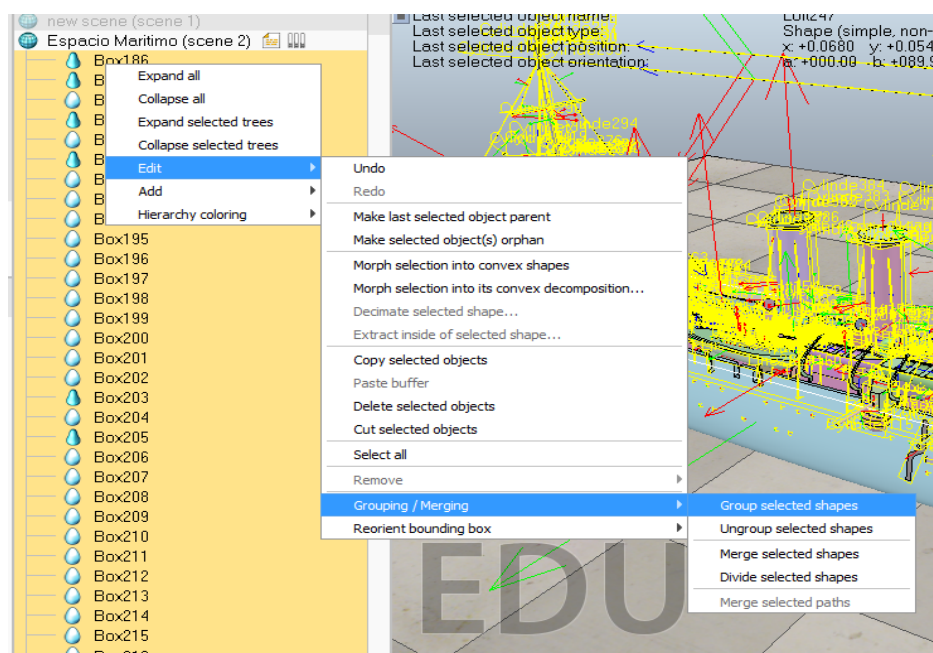 new scene (scene 1)
Espacio Maritimo (scene 2)
Box186
B
B
B
B
B
B
B
B
Box195
Box196
Box197
Box198
Box199
Box200
Box201
Box202
Box203
Box204
Box205
Box206
Box207
Box208
Box209
Box210
Box211
Box212
Box213
Box214
Box215
Expand all
Collapse all
Expand selected trees
Collapse selected trees
Edit
Add
Hierarchy coloring
Undo
Redo
Make last selected object parent
Make selected object(s) orphan
Morph selection into convex shapes
Morph selection into its convex decomposition...
Decimate selected shape...
Extract inside of selected shape...
Copy selected objects
Paste buffer
Delete selected objects
Cut selected objects
Select all
Remove
Grouping / Merging
Reorient bounding box
Group selected shapes
Ungroup selected shapes
Merge selected shapes
Divide selected shapes
Merge selected paths
Last selected object name: Loft247
Last selected object type: Shape (simple, non-
Last selected object position: x: +0.0680 y: +0.054
Last selected object orientation: a: +000.00 b: +089.9
Cylinde294
Cylinde384
EDU